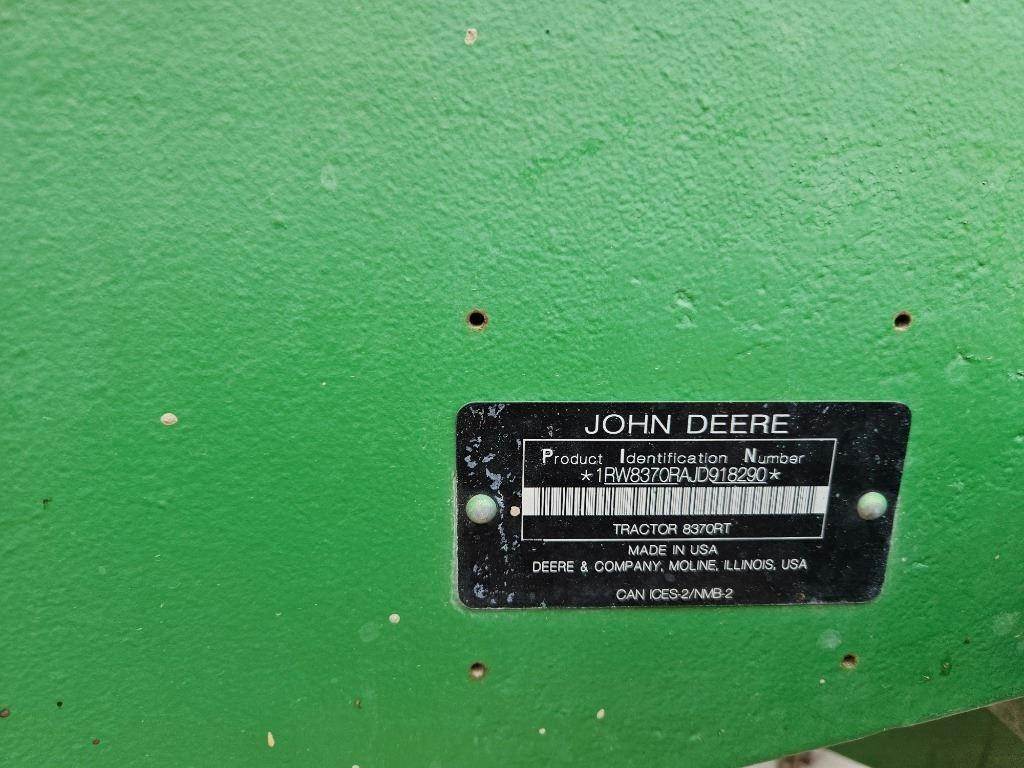 JOHN DEERE
Product Identification Number
*1RW8370RAJD918290*
TRACTOR 8370RT
MADE IN USA
DEERE & COMPANY, MOLINE, ILLINOIS, USA
CAN ICES-2/NMB-2